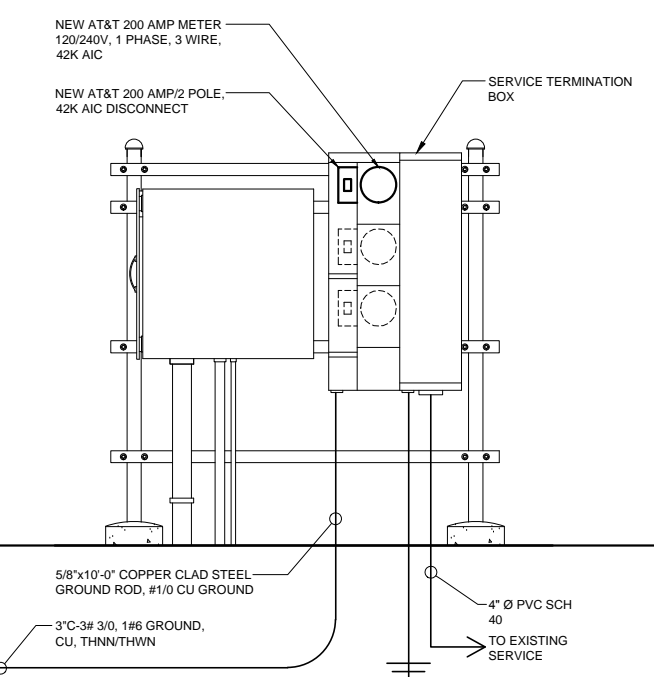 NEW AT&T 200 AMP METER
120/240V, 1 PHASE, 3 WIRE,
42K AIC
NEW AT&T 200 AMP/2 POLE,
42K AIC DISCONNECT
SERVICE TERMINATION
BOX
5/8"x10'-0" COPPER CLAD STEEL
GROUND ROD, #1/0 CU GROUND
3"C-3# 3/0, 1#6 GROUND,
CU, THNN/THWN
4" Ø PVC SCH
40
TO EXISTING
SERVICE